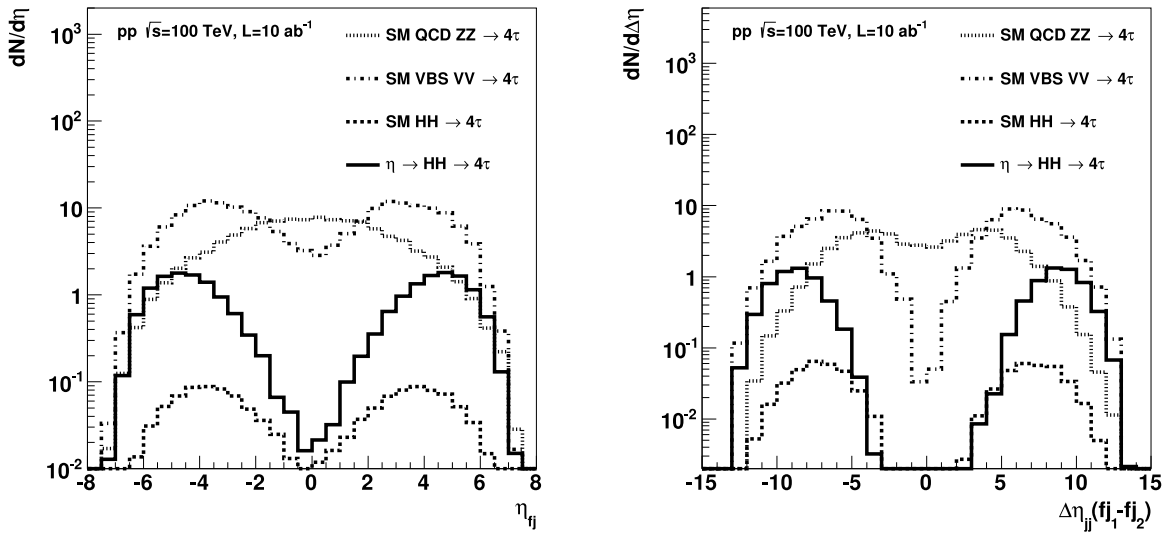 dN/dη
pp √s=100 TeV, L=10 ab⁻¹
SM QCD ZZ → 4τ
SM VBS VV → 4τ
SM HH → 4τ
η → HH → 4τ
10³
10²
10
1
10⁻¹
10⁻²
-8 -6 -4 -2 0 2 4 6 8
η_fj
dN/dΔη
pp √s=100 TeV, L=10 ab⁻¹
SM QCD ZZ → 4τ
SM VBS VV → 4τ
SM HH → 4τ
η → HH → 4τ
10³
10²
10
1
10⁻¹
10⁻²
-15 -10 -5 0 5 10 15
Δη_jj(fj₁-fj₂)